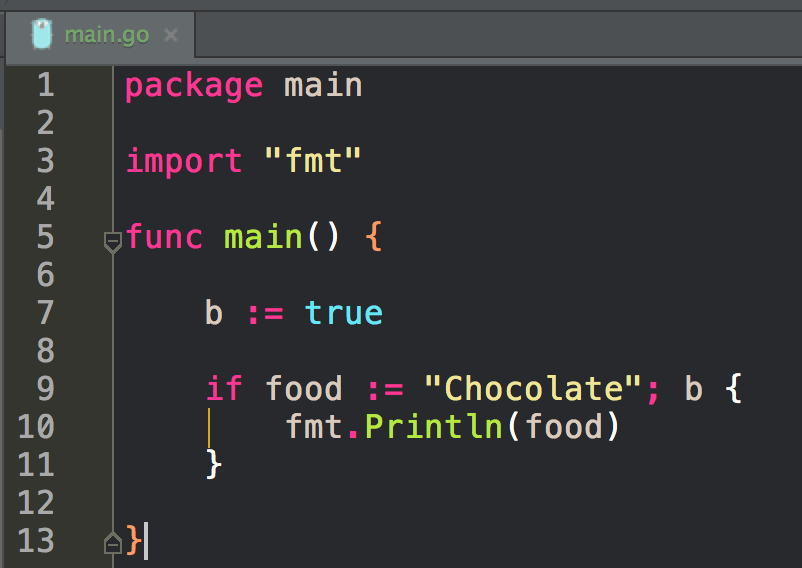 main.go ×
1 package main
2
3 import "fmt"
4
5 func main() {
6
7     b := true
8
9     if food := "Chocolate"; b {
10         fmt.Println(food)
11     }
12
13 }